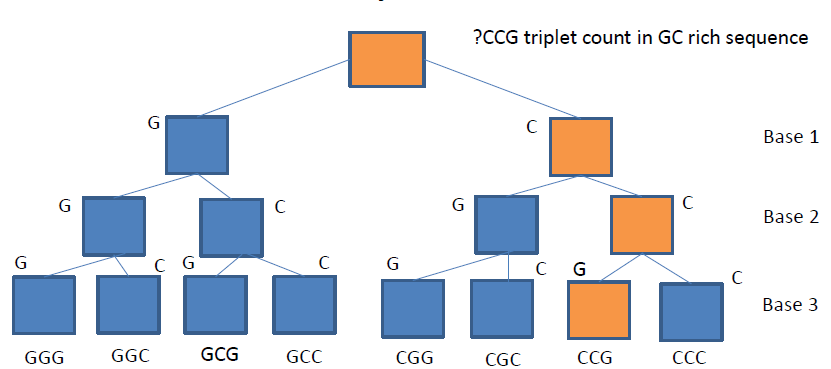 ?CCG triplet count in GC rich sequence
G C Base 1
G C G C Base 2
G C G C G C G C Base 3
GGG GGC GCG GCC CGG CGC CCG CCC